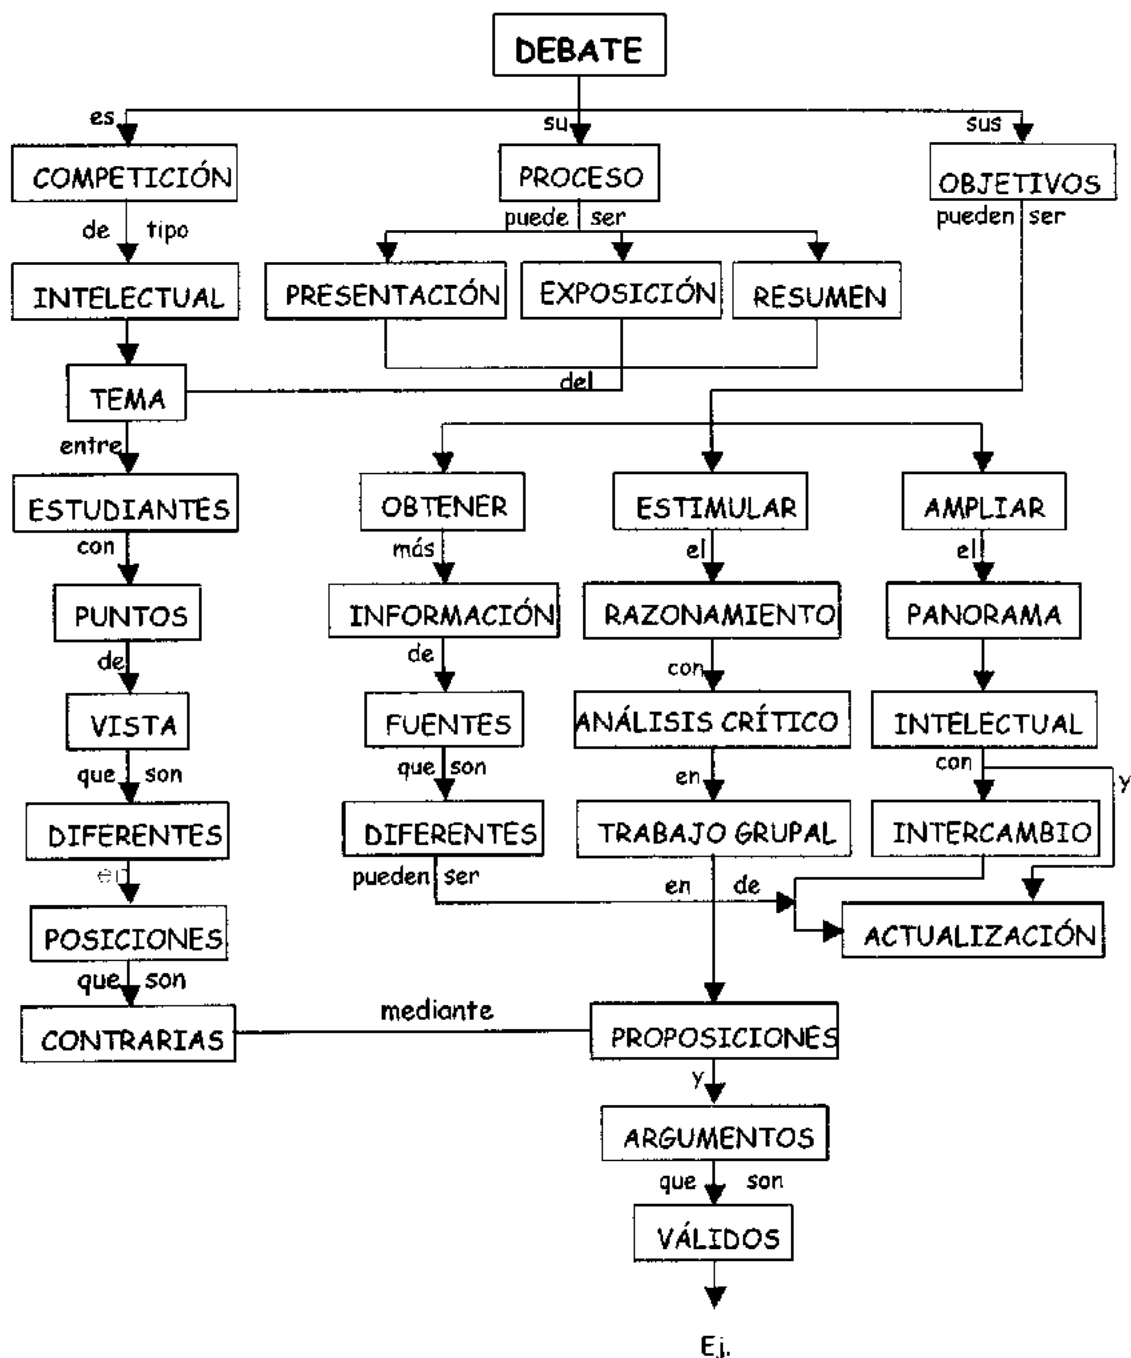 DEBATE
es su sus
COMPETICIÓN PROCESO OBJETIVOS
de tipo puede ser pueden ser
INTELECTUAL PRESENTACIÓN EXPOSICIÓN RESUMEN
TEMA del
entre
ESTUDIANTES OBTENER ESTIMULAR AMPLIAR
con más el el
PUNTOS INFORMACIÓN RAZONAMIENTO PANORAMA
de de con
VISTA FUENTES ANÁLISIS CRÍTICO INTELECTUAL
que son que son en con y
DIFERENTES DIFERENTES TRABAJO GRUPAL INTERCAMBIO
en pueden ser en de
POSICIONES ACTUALIZACIÓN
que son
CONTRARIAS mediante PROPOSICIONES
y
ARGUMENTOS
que son
VÁLIDOS
Ej.